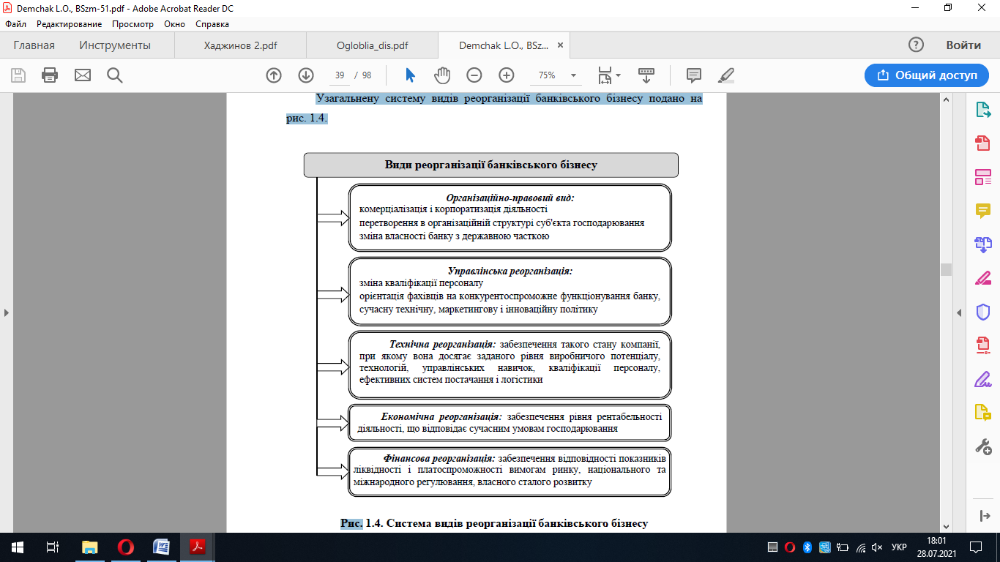 Demchak L.O., BSzm-51.pdf - Adobe Acrobat Reader DC
Файл Редактирование Просмотр Окно Справка
Главная Инструменты Хаджинов 2.pdf Ogloblia_dis.pdf Demchak L.O., BSz... × Войти
39 / 98 75% Общий доступ
Узагальнену систему видів реорганізації банківського бізнесу подано на
рис. 1.4.
Види реорганізації банківського бізнесу
Організаційно-правовий вид:
комерціалізація і корпоратизація діяльності
перетворення в організаційній структурі суб'єкта господарювання
зміна власності банку з державною часткою
Управлінська реорганізація:
зміна кваліфікації персоналу
орієнтація фахівців на конкурентоспроможне функціонування банку,
сучасну технічну, маркетингову і інноваційну політику
Технічна реорганізація: забезпечення такого стану компанії,
при якому вона досягає заданого рівня виробничого потенціалу,
технологій, управлінських навичок, кваліфікації персоналу,
ефективних систем постачання і логістики
Економічна реорганізація: забезпечення рівня рентабельності
діяльності, що відповідає сучасним умовам господарювання
Фінансова реорганізація: забезпечення відповідності показників
ліквідності і платоспроможності вимогам ринку, національного та
міжнародного регулювання, власного сталого розвитку
Рис. 1.4. Система видів реорганізації банківського бізнесу
УКР
18:01
28.07.2021